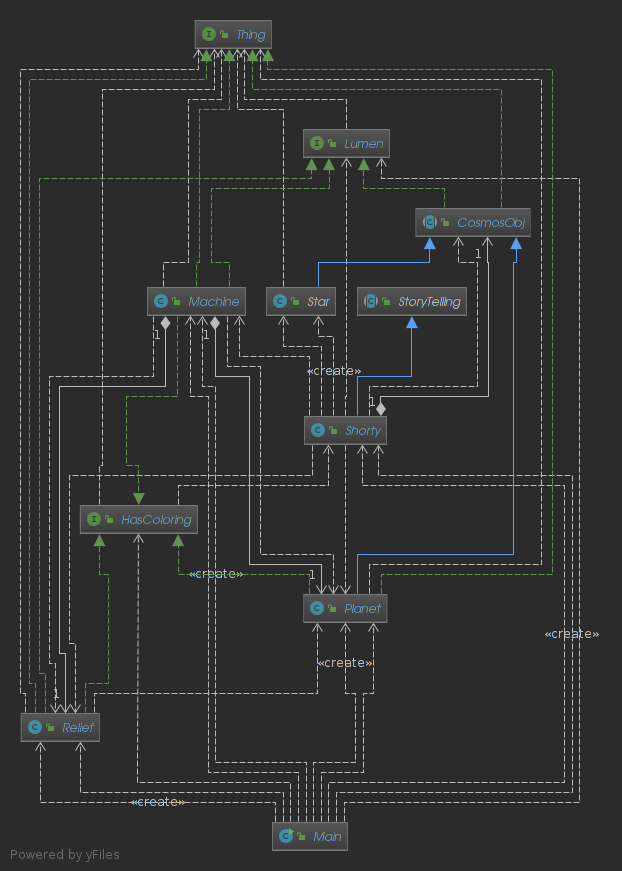 Thing
Lumen
CosmosObj
1
Machine
Star
StoryTelling
1
1
«create»
1
Shorty
HasColoring
«create»
1
Planet
«create»
«create»
1
Relief
«create»
Main
Powered by yFiles